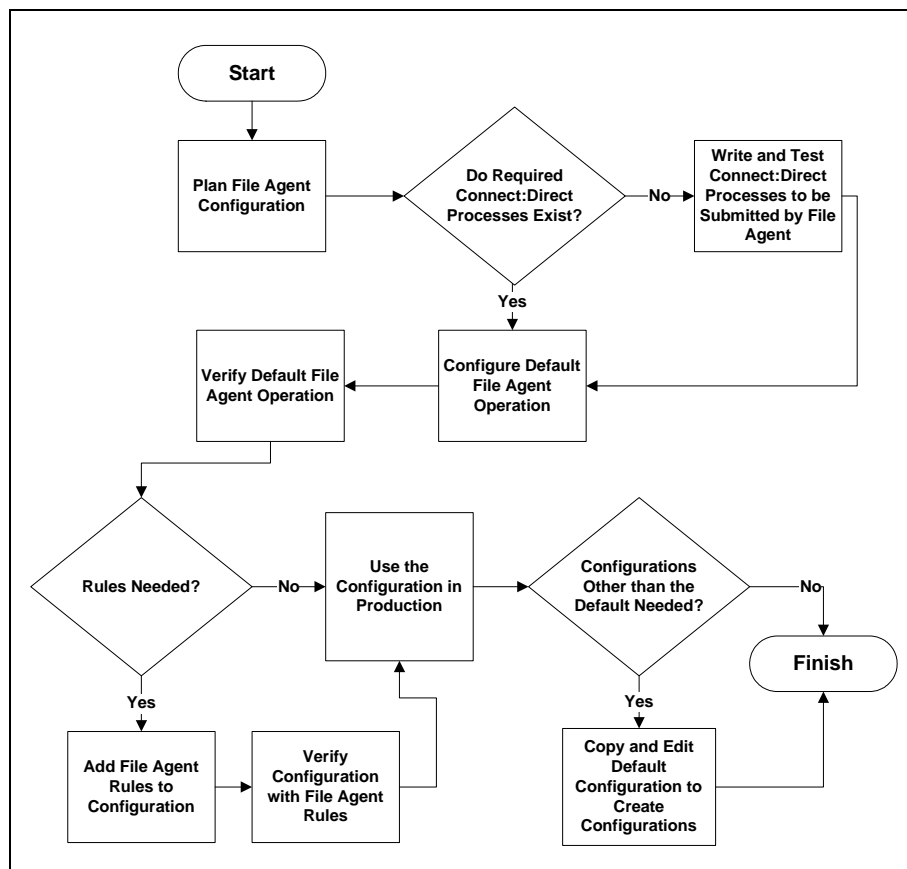 Start
Plan File Agent
Configuration
Do Required
Connect:Direct
Processes Exist?
No
Write and Test
Connect:Direct
Processes to be
Submitted by File
Agent
Yes
Verify Default File
Agent Operation
Configure Default
File Agent
Operation
Rules Needed?
No
Use the
Configuration in
Production
Configurations
Other than the
Default Needed?
No
Finish
Yes
Yes
Add File Agent
Rules to
Configuration
Verify
Configuration
with File Agent
Rules
Copy and Edit
Default
Configuration to
Create
Configurations